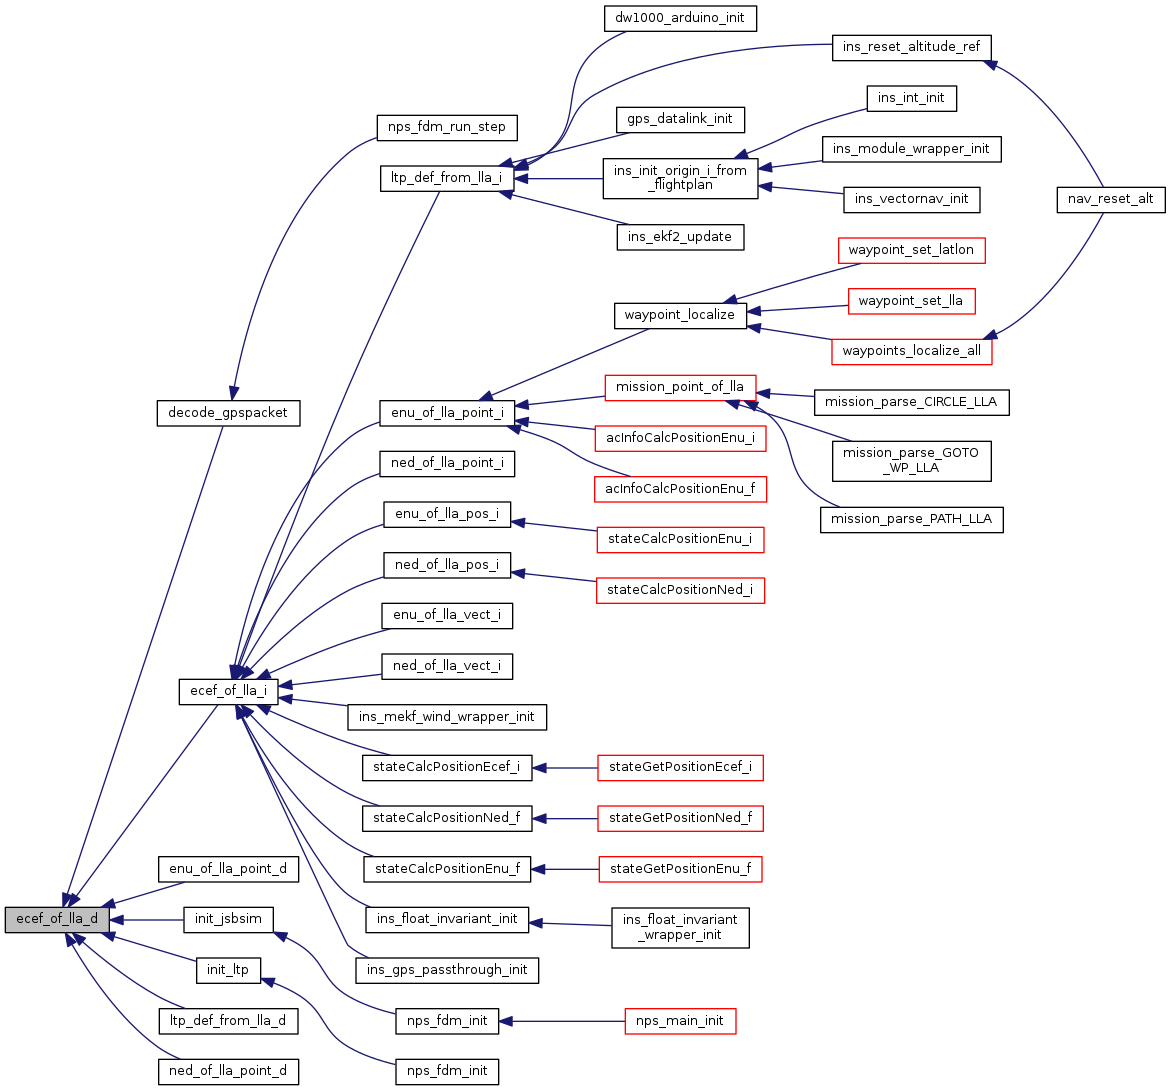 dw1000_arduino_init
ins_reset_altitude_ref
ins_int_init
gps_datalink_init
nps_fdm_run_step
ins_module_wrapper_init
ltp_def_from_lla_i
ins_init_origin_i_from
_flightplan
ins_vectornav_init
nav_reset_alt
ins_ekf2_update
waypoint_set_latlon
waypoint_set_lla
waypoint_localize
waypoints_localize_all
mission_point_of_lla
mission_parse_CIRCLE_LLA
decode_gpspacket
enu_of_lla_point_i
acInfoCalcPositionEnu_i
mission_parse_GOTO
_WP_LLA
ned_of_lla_point_i
acInfoCalcPositionEnu_f
enu_of_lla_pos_i
mission_parse_PATH_LLA
stateCalcPositionEnu_i
ned_of_lla_pos_i
stateCalcPositionNed_i
enu_of_lla_vect_i
ned_of_lla_vect_i
ecef_of_lla_i
ins_mekf_wind_wrapper_init
stateCalcPositionEcef_i
stateGetPositionEcef_i
stateCalcPositionNed_f
stateGetPositionNed_f
enu_of_lla_point_d
stateCalcPositionEnu_f
stateGetPositionEnu_f
ecef_of_lla_d
init_jsbsim
ins_float_invariant_init
ins_float_invariant
_wrapper_init
init_ltp
ins_gps_passthrough_init
ltp_def_from_lla_d
nps_fdm_init
nps_main_init
ned_of_lla_point_d
nps_fdm_init